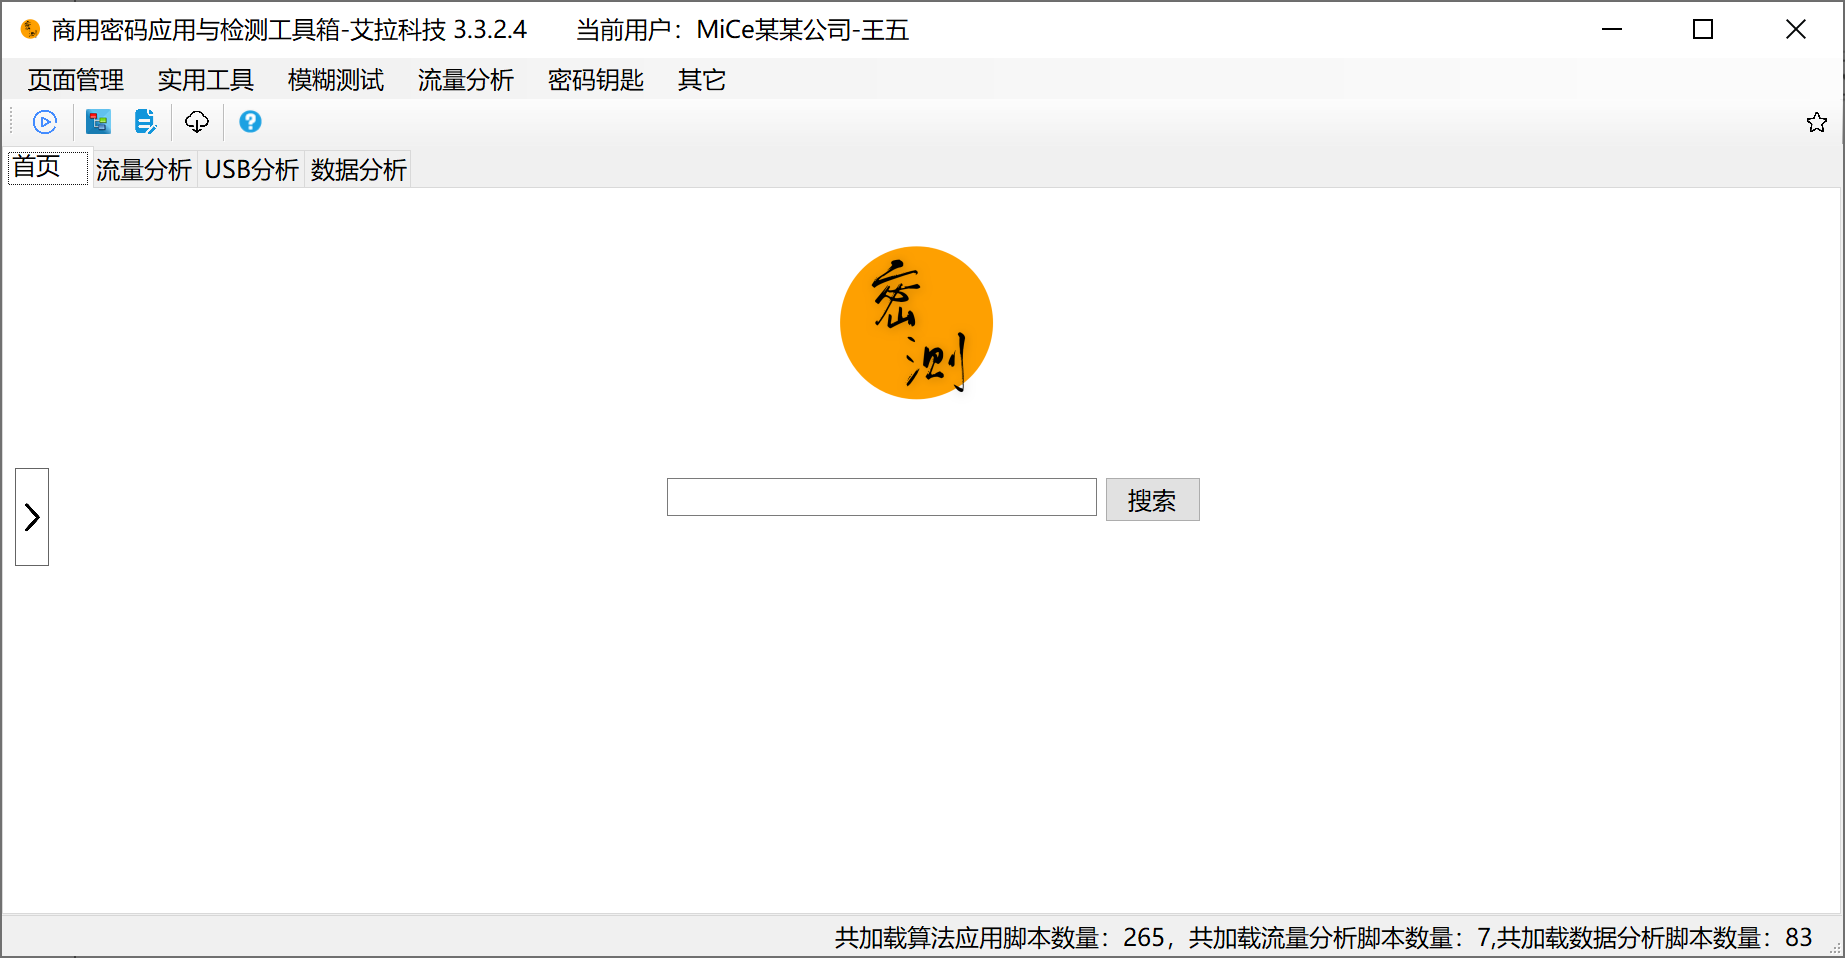 商用密码应用与检测工具箱-艾拉科技 3.3.2.4 当前用户：MiCe某某公司-王五
页面管理 实用工具 模糊测试 流量分析 密码钥匙 其它
首页 流量分析 USB分析 数据分析
密
测
搜索
共加载算法应用脚本数量：265，共加载流量分析脚本数量：7,共加载数据分析脚本数量：83